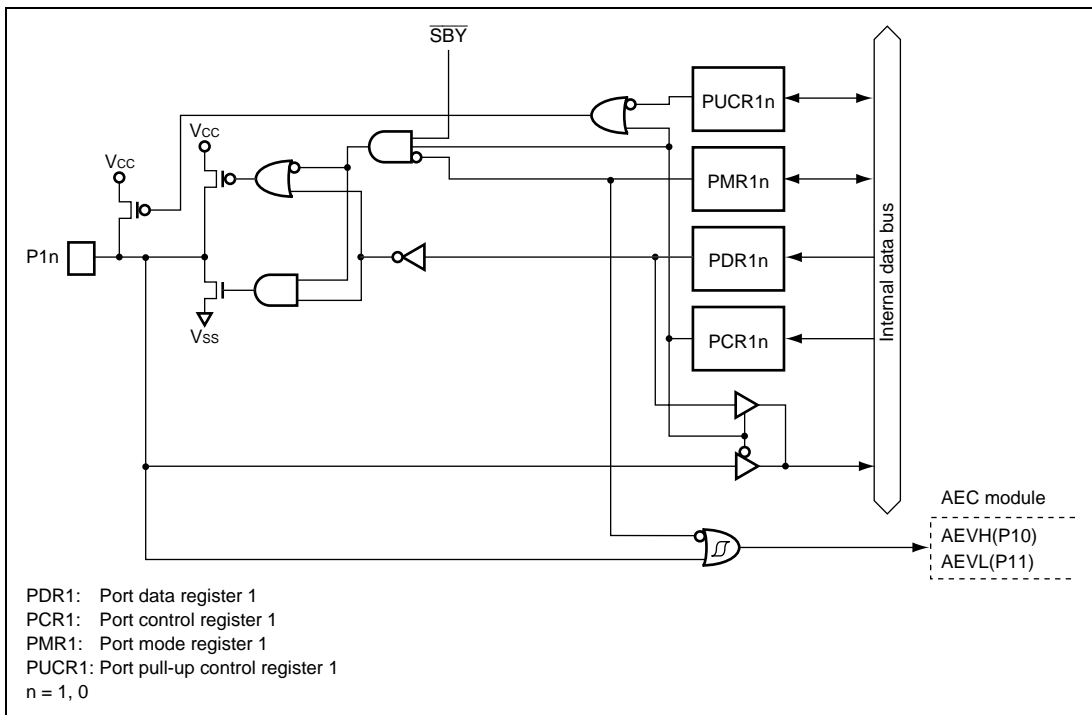 SBY
PUCR1n
VCC
VCC
PMR1n
P1n
PDR1n
Internal data bus
VSS
PCR1n
AEC module
AEVH(P10)
AEVL(P11)
PDR1: Port data register 1
PCR1: Port control register 1
PMR1: Port mode register 1
PUCR1: Port pull-up control register 1
n = 1, 0